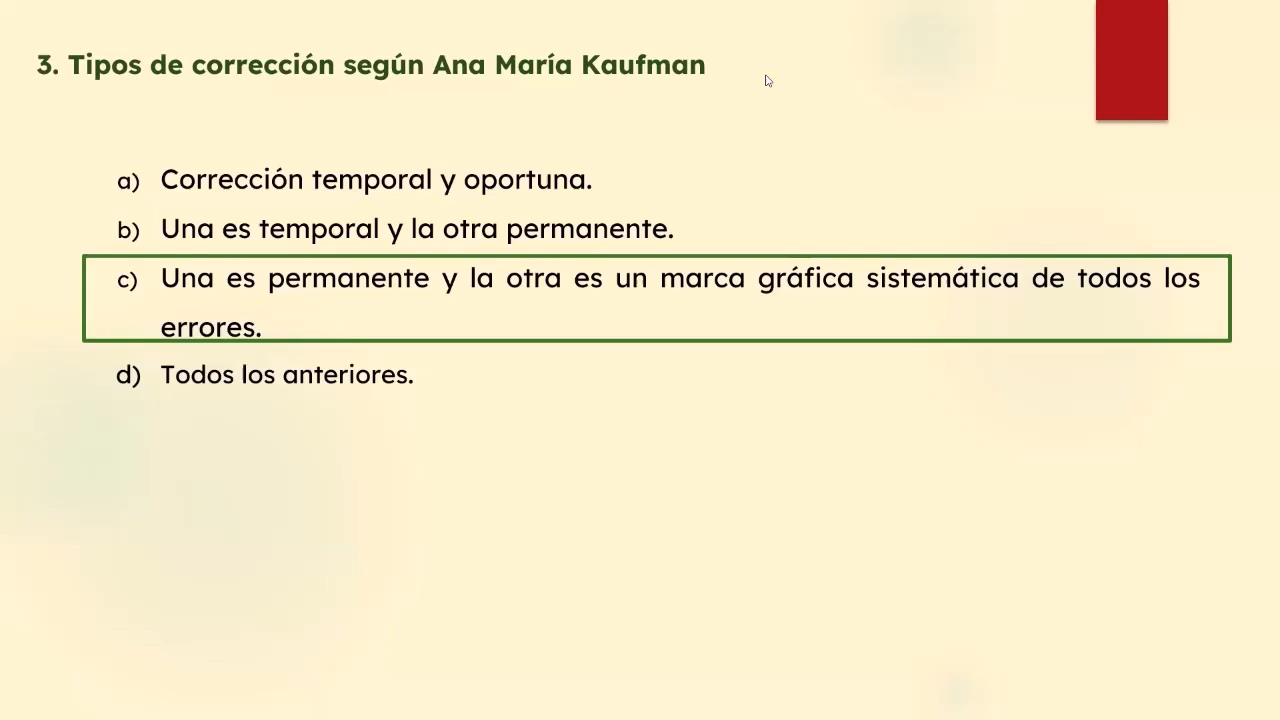 3. Tipos de corrección según Ana María Kaufman
a) Corrección temporal y oportuna.
b) Una es temporal y la otra permanente.
c) Una es permanente y la otra es un marca gráfica sistemática de todos los
errores.
d) Todos los anteriores.